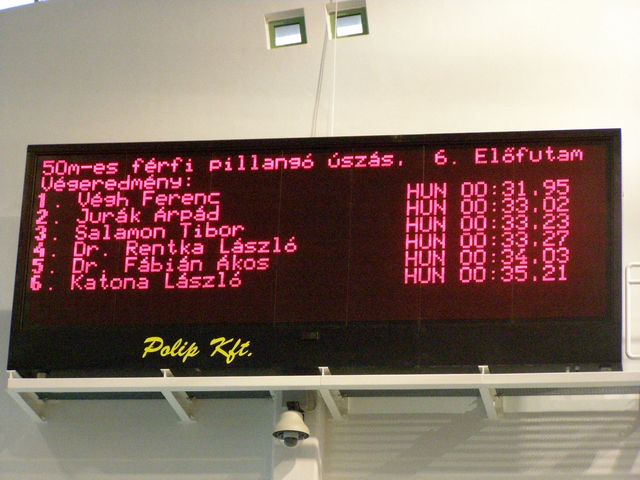 50m-es férfi pillangó úszás. 6. Előfutam
Végeredmény:
1. Végh Ferenc HUN 00:31.95
2. Jurák Árpád HUN 00:33.02
3. Salamon Tibor HUN 00:33.23
4. Dr. Rentka László HUN 00:33.27
5. Dr. Fábián Ákos HUN 00:34.03
6. Katona László HUN 00:35.21
Polip Kft.